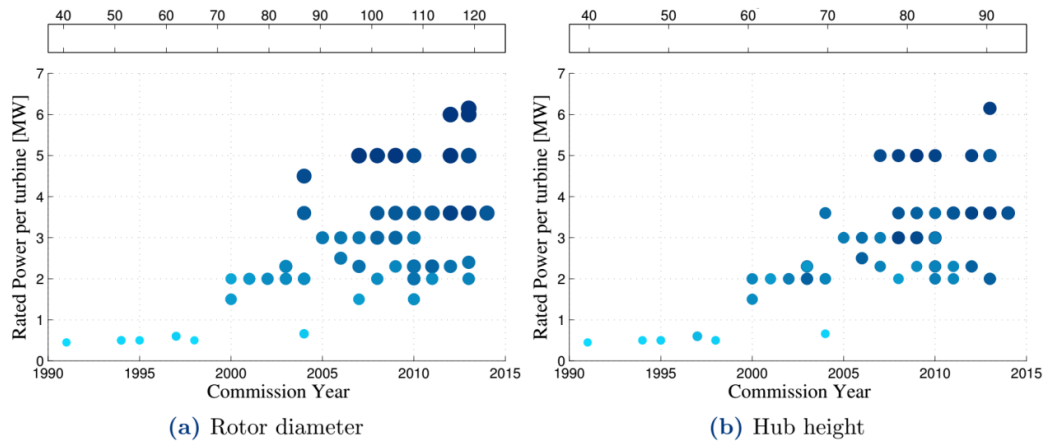 40 50 60 70 80 90 100 110 120
7
6
5
4
3
2
1
0
Rated Power per turbine [MW]
1990 1995 2000 2005 2010 2015
Commission Year
(a) Rotor diameter
40 50 60 70 80 90
7
6
5
4
3
2
1
0
Rated Power per turbine [MW]
1990 1995 2000 2005 2010 2015
Commission Year
(b) Hub height